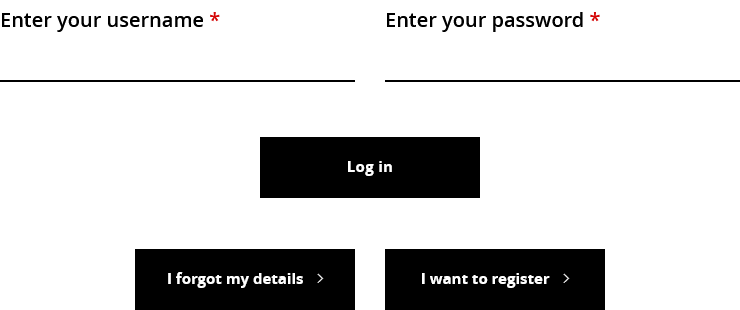 Enter your username *
Enter your password *
Log in
I forgot my details
I want to register